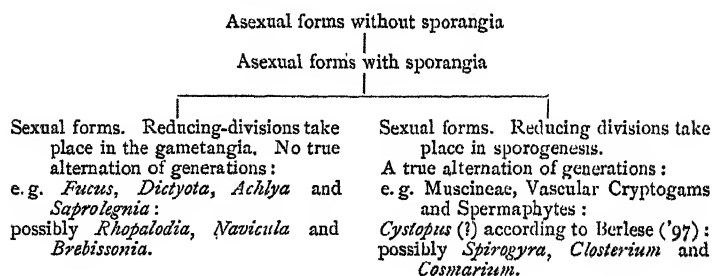 Asexual forms without sporangia
Asexual forms with sporangia
Sexual forms. Reducing-divisions take
place in the gametangia. No true
alternation of generations :
e. g. Fucus, Dictyota, Achlya and
Saprolegnia :
possibly Rhopalodia, Navicula and
Brebissonia.
Sexual forms. Reducing divisions take
place in sporogenesis.
A true alternation of generations :
e. g. Muscineae, Vascular Cryptogams
and Spermaphytes :
Cystopus (?) according to Berlese ('97) :
possibly Spirogyra, Closterium and
Cosmarium.